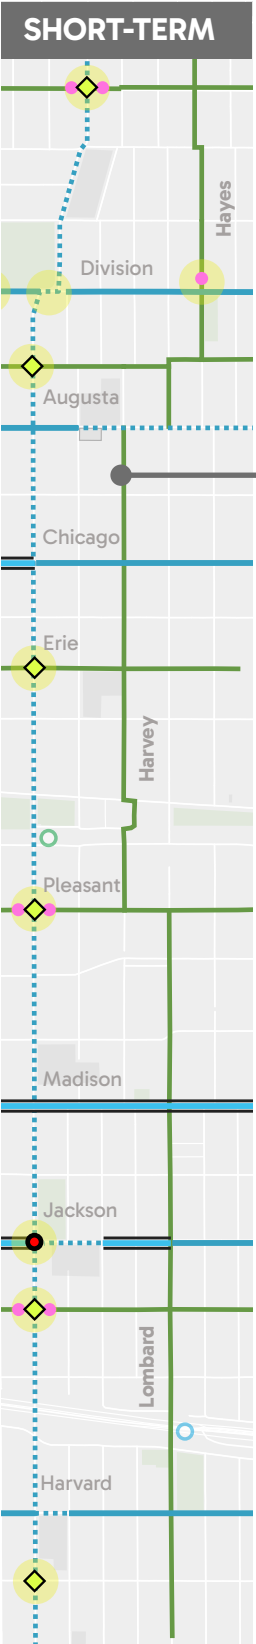 SHORT-TERM
Hayes
Division
Augusta
Chicago
Erie
Harvey
Pleasant
Madison
Jackson
Lombard
Harvard